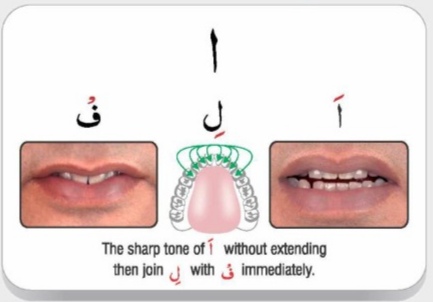 ا
اَ لِ فُ
The sharp tone of اَ without extending
then join لِ with فُ immediately.